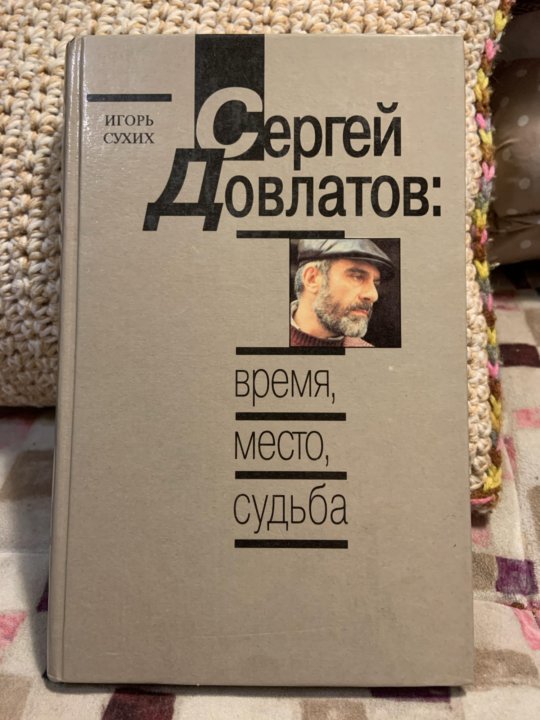 ИГОРЬ
СУХИХ
Сергей
Довлатов:
время,
место,
судьба